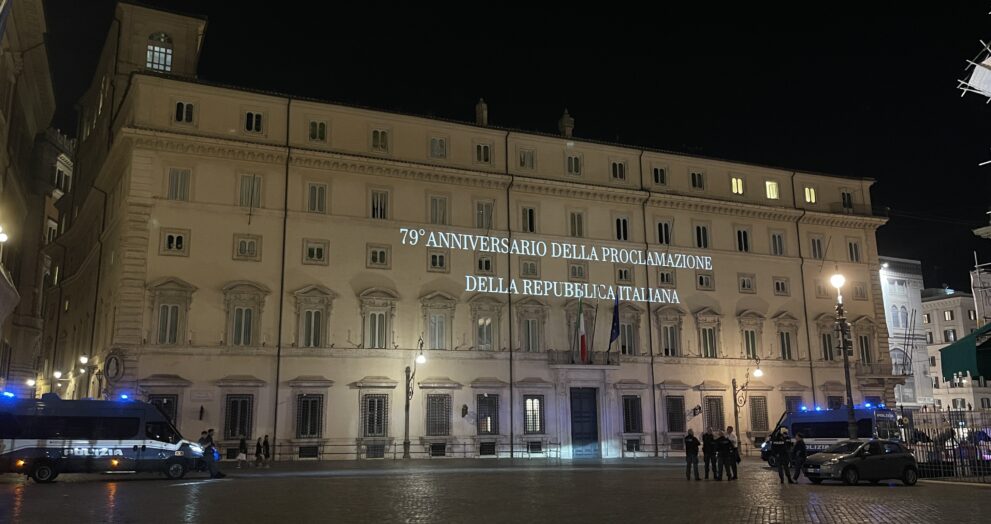 79° ANNIVERSARIO DELLA PROCLAMAZIONE
DELLA REPUBBLICA ITALIANA
POLIZIA